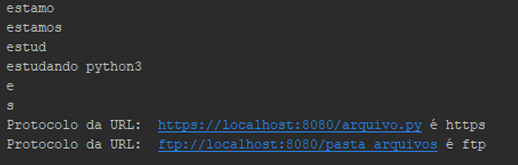 estamo
estamos
estud
estudando python3
e
s
Protocolo da URL:  https://localhost:8080/arquivo.py é https
Protocolo da URL:  ftp://localhost:8080/pasta_arquivos é ftp